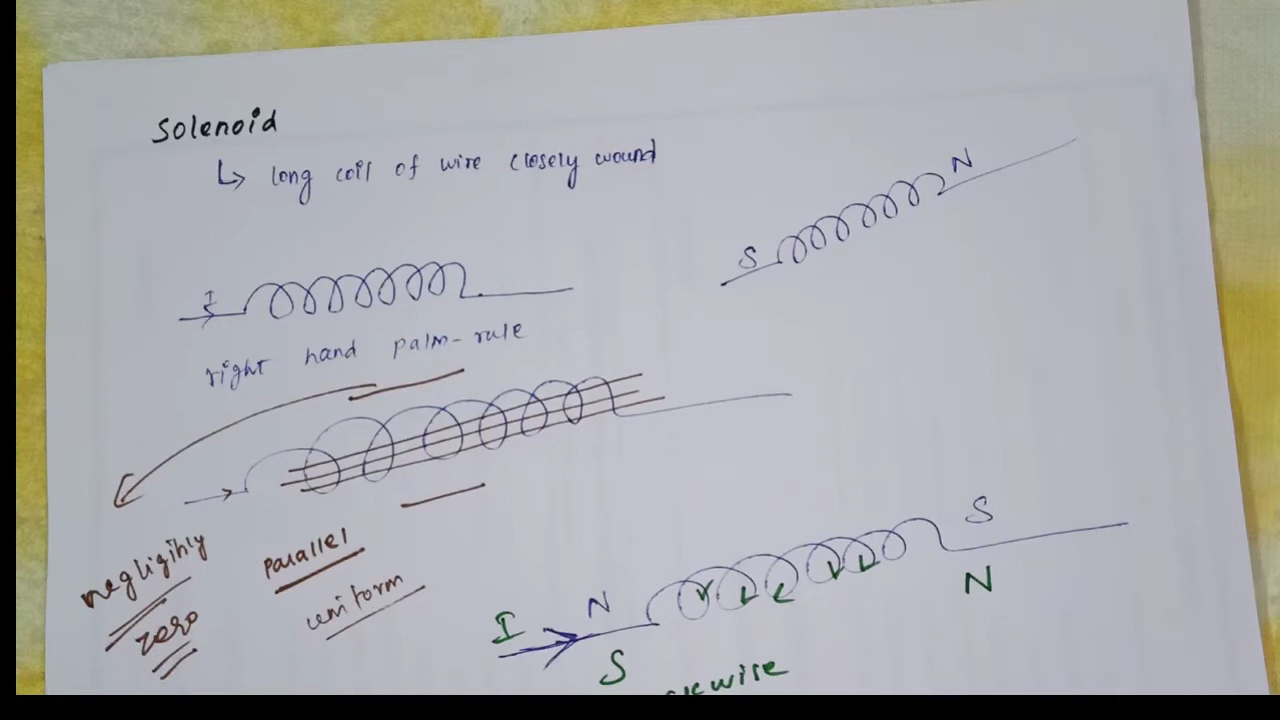 Solenoid
↳ long coil of wire closely wound
S N
I
right hand palm-rule
negligibly
zero
Parallel
uniform
S
I N
N
S